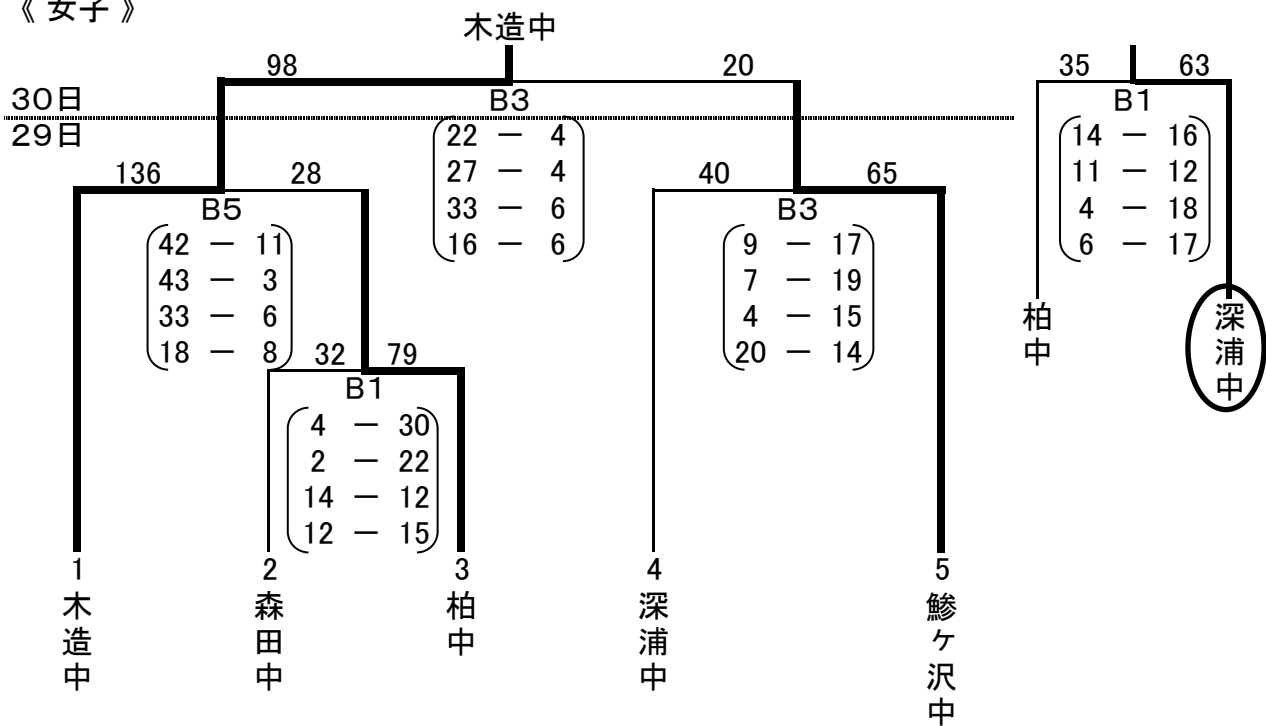 《 女子 》
木造中
98 20
35 63
30日
B3
B1
29日
22 － 4
27 － 4
33 － 6
16 － 6
14 － 16
11 － 12
4 － 18
6 － 17
136 28
40 65
B5
B3
42 － 11
43 － 3
33 － 6
18 － 8
9 － 17
7 － 19
4 － 15
20 － 14
柏中
深浦中
32 79
B1
4 － 30
2 － 22
14 － 12
12 － 15
1 2 3 4 5
木造中
森田中
柏中
深浦中
鰺ヶ沢中